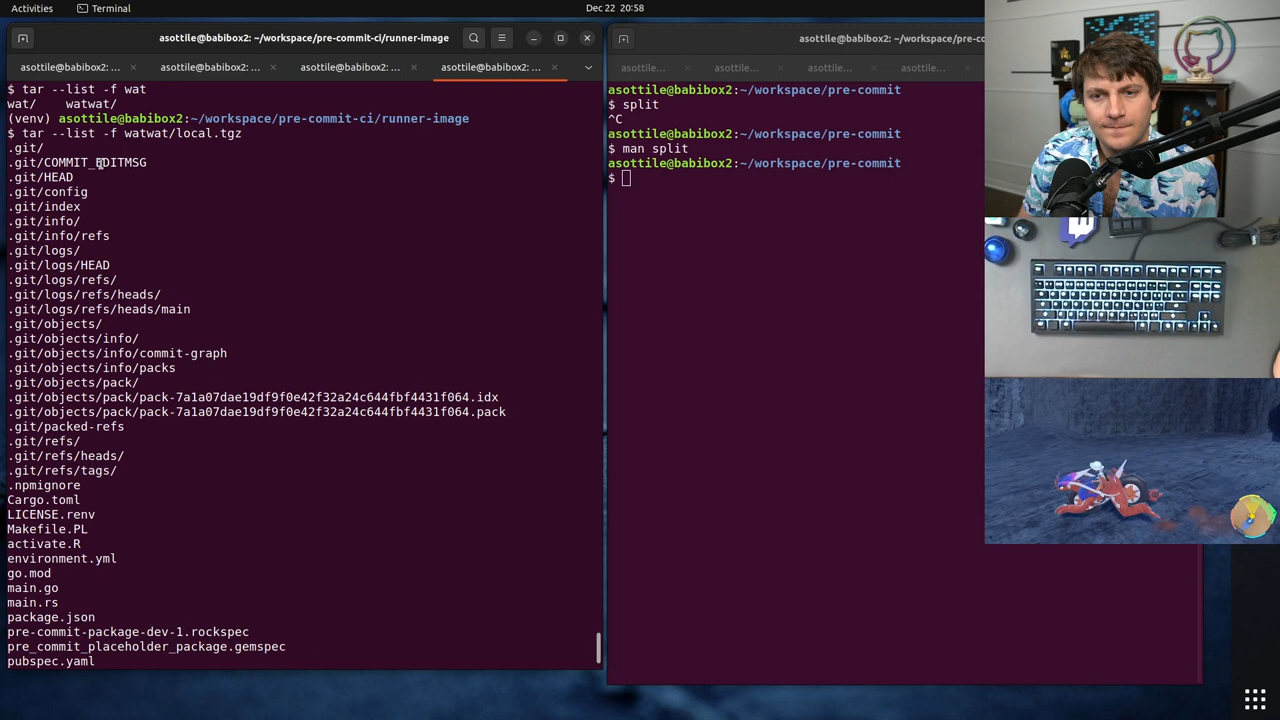 Activities
Terminal
Dec 22 20:58
asottile@babibox2: ~/workspace/pre-commit-ci/runner-image
asottile@babibox2: ~/workspace/pre-co
asottile@babibox2: ...
asottile@babibox2: ...
asottile@babibox2: ...
asottile@babibox2: ...
asottile...
asottile...
asottile...
asottile...
$ tar --list -f wat
wat/ watwat/
(venv) asottile@babibox2:~/workspace/pre-commit-ci/runner-image
$ tar --list -f watwat/local.tgz
.git/
.git/COMMIT_EDITMSG
.git/HEAD
.git/config
.git/index
.git/info/
.git/info/refs
.git/logs/
.git/logs/HEAD
.git/logs/refs/
.git/logs/refs/heads/
.git/logs/refs/heads/main
.git/objects/
.git/objects/info/
.git/objects/info/commit-graph
.git/objects/info/packs
.git/objects/pack/
.git/objects/pack/pack-7a1a07dae19df9f0e42f32a24c644fbf4431f064.idx
.git/objects/pack/pack-7a1a07dae19df9f0e42f32a24c644fbf4431f064.pack
.git/packed-refs
.git/refs/
.git/refs/heads/
.git/refs/tags/
.npmignore
Cargo.toml
LICENSE.renv
Makefile.PL
activate.R
environment.yml
go.mod
main.go
main.rs
package.json
pre-commit-package-dev-1.rockspec
pre_commit_placeholder_package.gemspec
pubspec.yaml
asottile@babibox2:~/workspace/pre-commit
$ split
^C
asottile@babibox2:~/workspace/pre-commit
$ man split
asottile@babibox2:~/workspace/pre-commit
$